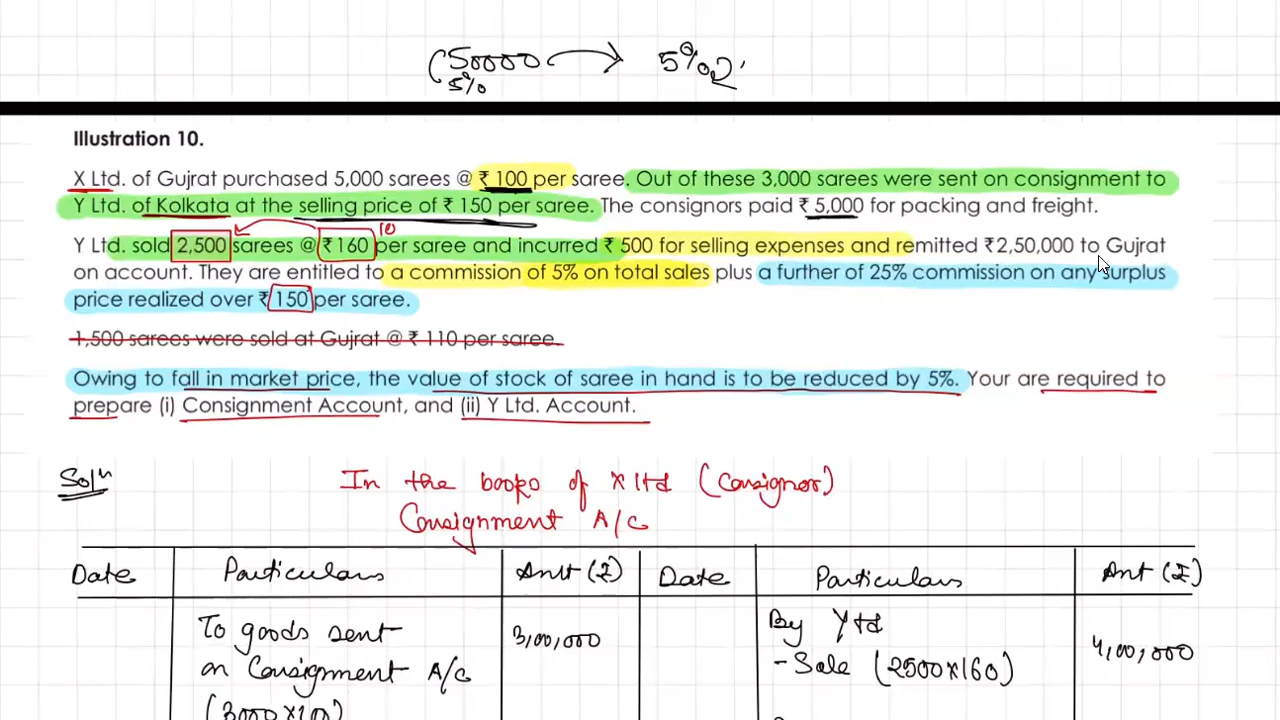 (50000 → 5%
5%
Illustration 10.
X Ltd. of Gujrat purchased 5,000 sarees @ ₹ 100 per saree. Out of these 3,000 sarees were sent on consignment to
Y Ltd. of Kolkata at the selling price of ₹ 150 per saree. The consignors paid ₹ 5,000 for packing and freight.
10
Y Ltd. sold 2,500 sarees @ ₹ 160 per saree and incurred ₹ 500 for selling expenses and remitted ₹2,50,000 to Gujrat
on account. They are entitled to a commission of 5% on total sales plus a further of 25% commission on any surplus
price realized over ₹ 150 per saree.
1,500 sarees were sold at Gujrat @ ₹ 110 per saree.
Owing to fall in market price, the value of stock of saree in hand is to be reduced by 5%. Your are required to
prepare (i) Consignment Account, and (ii) Y Ltd. Account.
Solⁿ In the books of X ltd (Consignor)
Consignment A/C
Date Particulars Amt (₹) Date Particulars Amt (₹)
To goods sent 3,00,000 By Y td
on Consignment A/C - Sale (2500×160) 4,00,000
(3000×100)